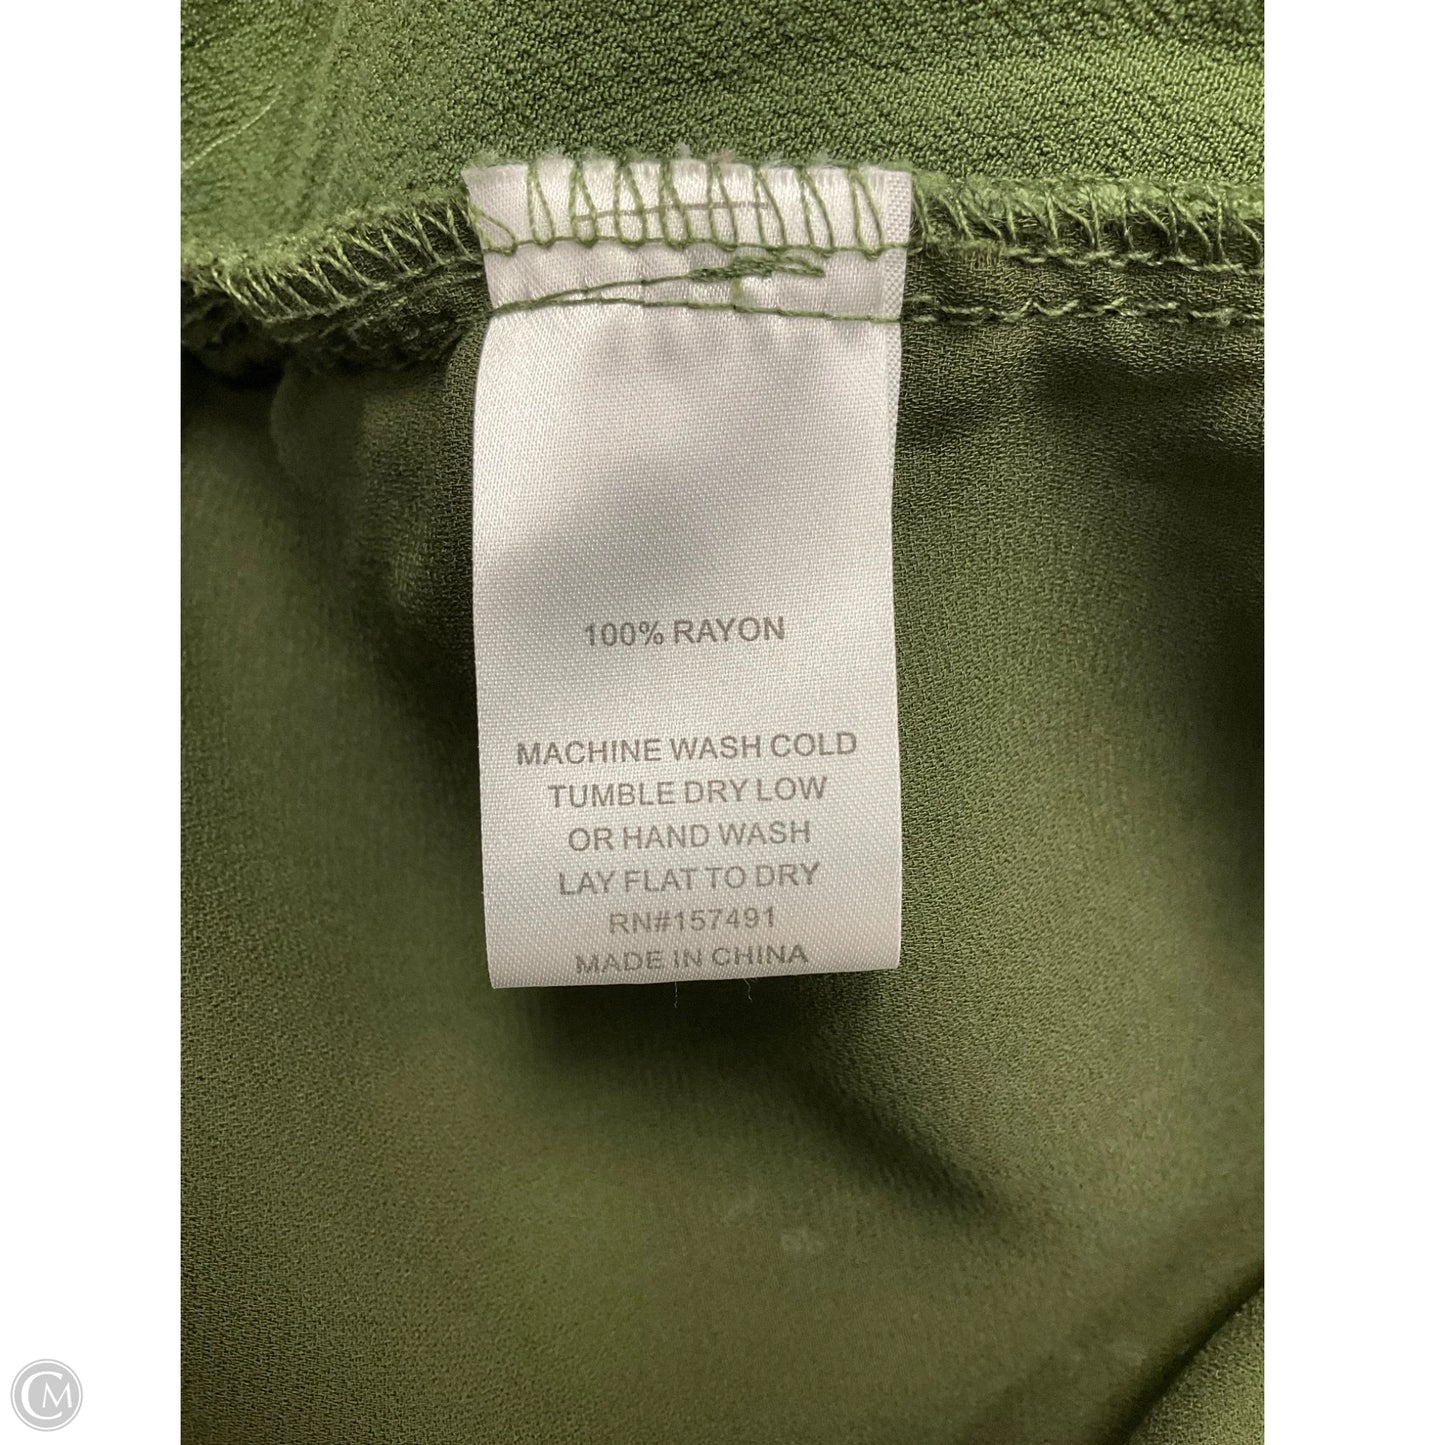 100% RAYON
MACHINE WASH COLD
TUMBLE DRY LOW
OR HAND WASH
LAY FLAT TO DRY
RN#157491
MADE IN CHINA
CM